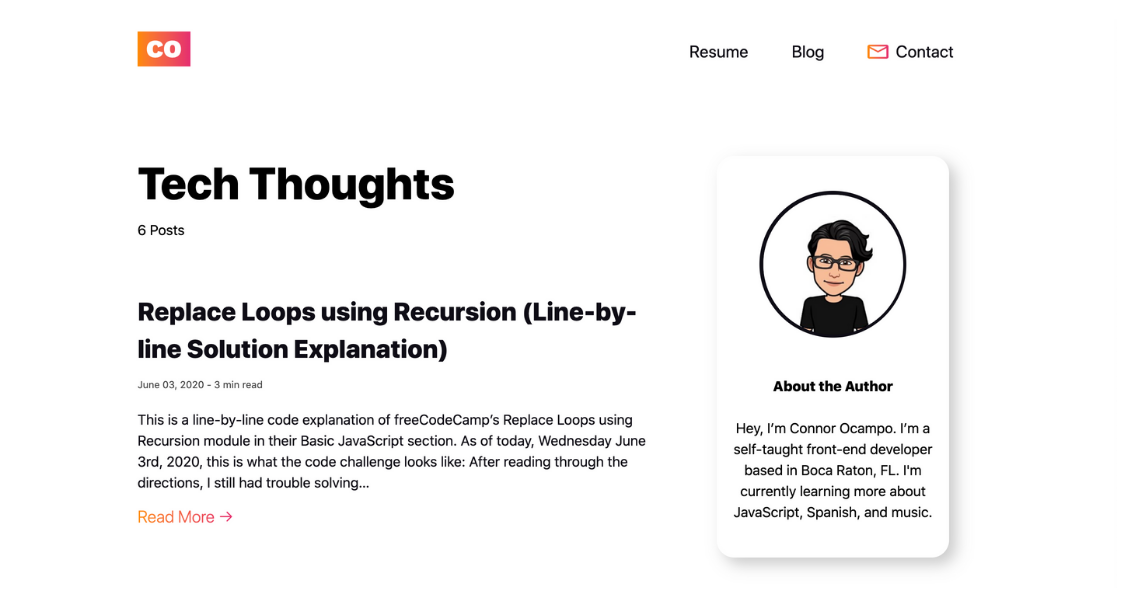 CO
Resume
Blog
Contact
Tech Thoughts
6 Posts
Replace Loops using Recursion (Line-by-
line Solution Explanation)
June 03, 2020 - 3 min read
This is a line-by-line code explanation of freeCodeCamp’s Replace Loops using
Recursion module in their Basic JavaScript section. As of today, Wednesday June
3rd, 2020, this is what the code challenge looks like: After reading through the
directions, I still had trouble solving...
Read More →
About the Author
Hey, I’m Connor Ocampo. I’m a
self-taught front-end developer
based in Boca Raton, FL. I'm
currently learning more about
JavaScript, Spanish, and music.